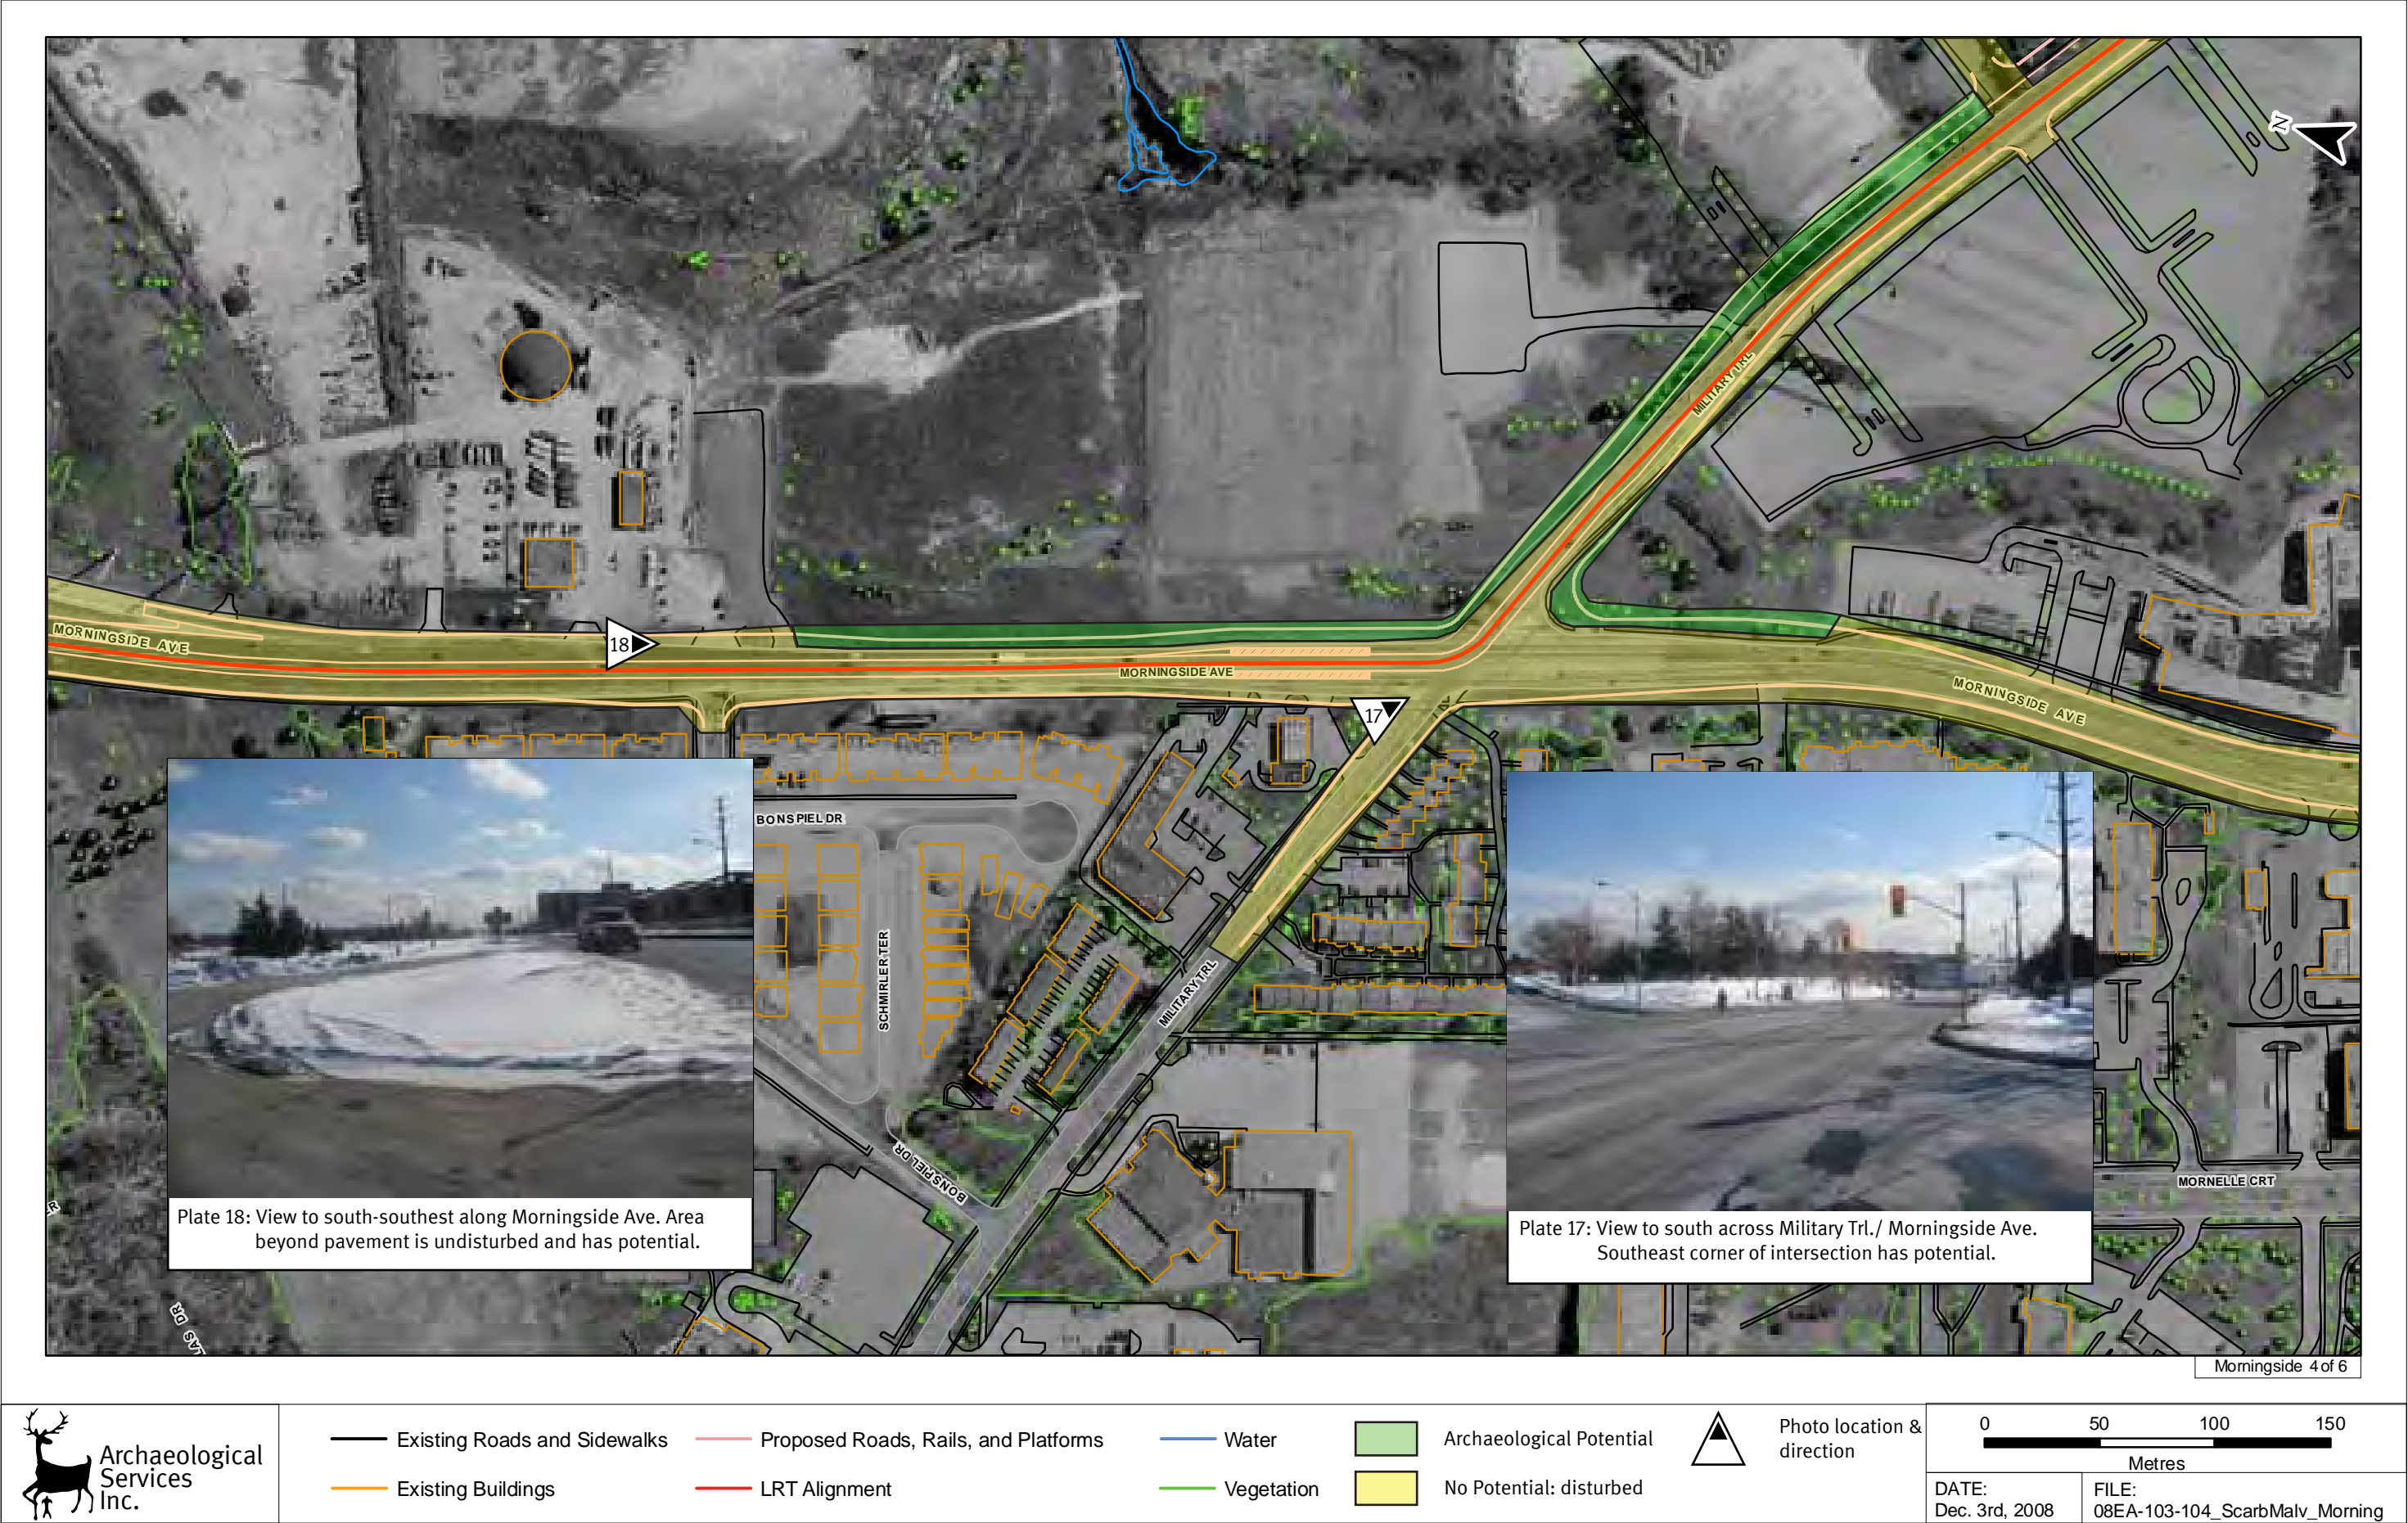 N
MILITARY TRL
MORNINGSIDE AVE
18
MORNINGSIDE AVE
MORNINGSIDE AVE
17
BONSPIEL DR
SCHMIRLER TER
MILITARY TRL
BONSPIEL DR
MORNELLE CRT
LAS DR
ER
Plate 18: View to south-southest along Morningside Ave. Area
beyond pavement is undisturbed and has potential.
Plate 17: View to south across Military Trl./ Morningside Ave.
Southeast corner of intersection has potential.
Morningside 4 of 6
Archaeological
Services
Inc.
Existing Roads and Sidewalks
Existing Buildings
Proposed Roads, Rails, and Platforms
LRT Alignment
Water
Vegetation
Archaeological Potential
No Potential: disturbed
Photo location &
direction
0 50 100 150
Metres
DATE:
Dec. 3rd, 2008
FILE:
08EA-103-104_ScarbMalv_Morning